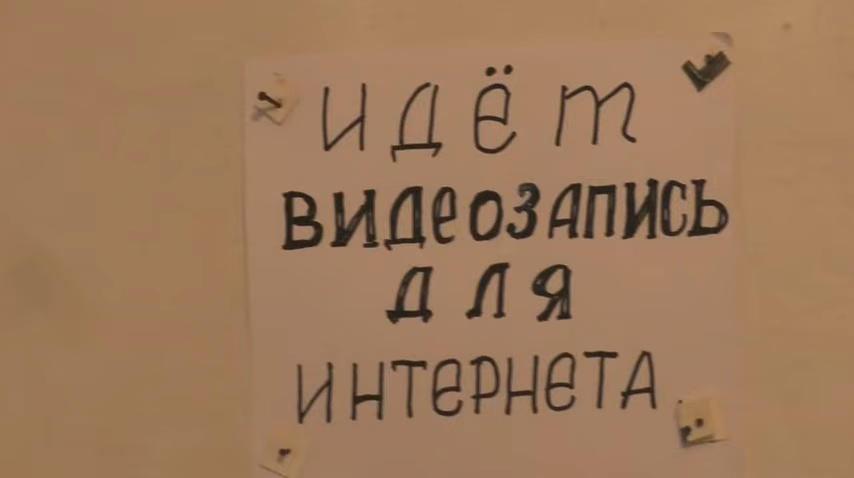 идёт
видеозапись
для
интернета